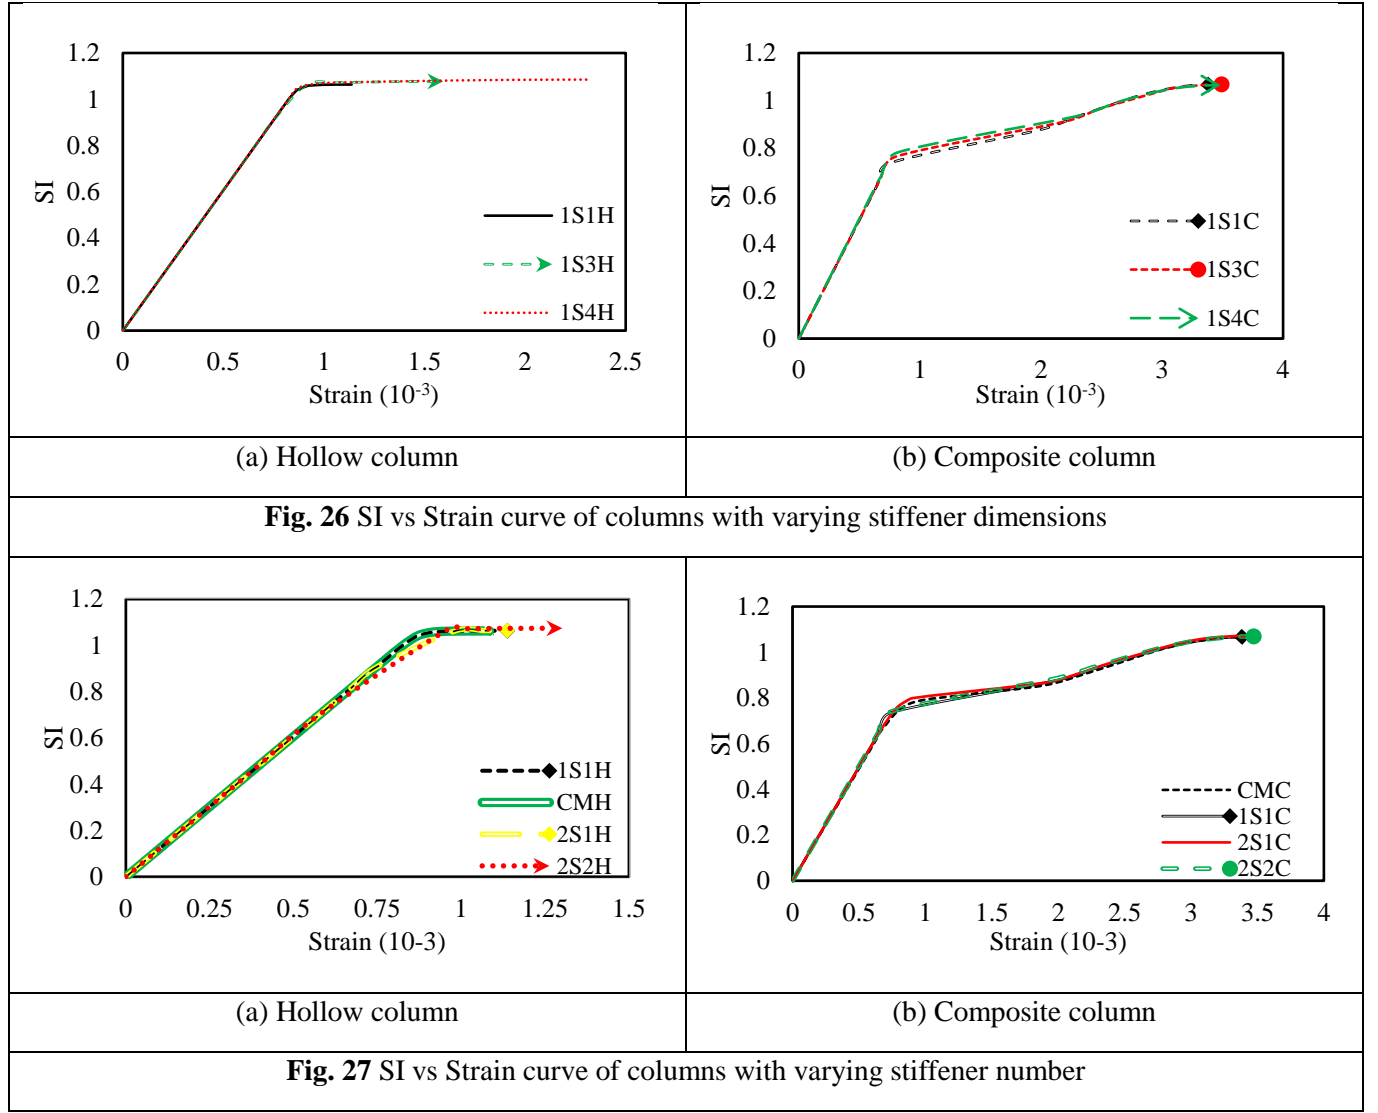 1.2
1
0.8
0.6
0.4
0.2
0
SI
1S1H
1S3H
1S4H
0 0.5 1 1.5 2 2.5
Strain (10-3)
1.2
1
0.8
0.6
0.4
0.2
0
SI
1S1C
1S3C
1S4C
0 1 2 3 4
Strain (10-3)
(a) Hollow column
(b) Composite column
Fig. 26 SI vs Strain curve of columns with varying stiffener dimensions
1.2
1
0.8
0.6
0.4
0.2
0
SI
1S1H
CMH
2S1H
2S2H
0 0.25 0.5 0.75 1 1.25 1.5
Strain (10-3)
1.2
1
0.8
0.6
0.4
0.2
0
SI
CMC
1S1C
2S1C
2S2C
0 0.5 1 1.5 2 2.5 3 3.5 4
Strain (10-3)
(a) Hollow column
(b) Composite column
Fig. 27 SI vs Strain curve of columns with varying stiffener number